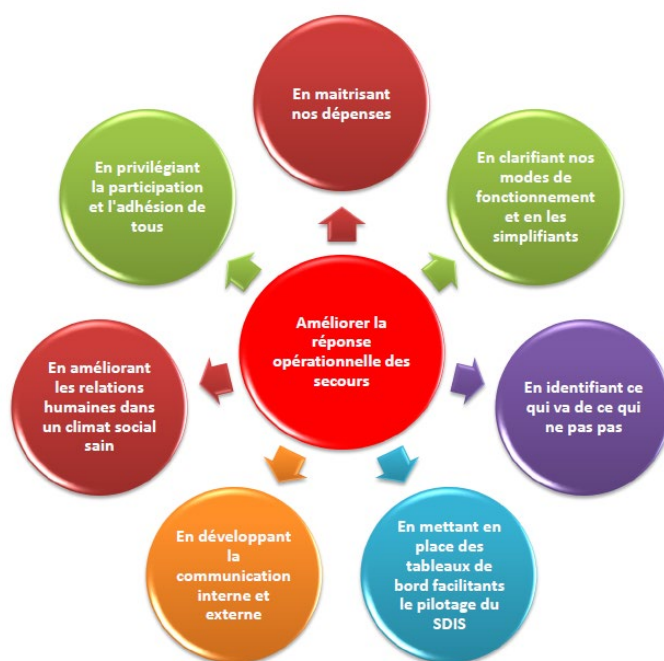 En maitrisant
nos dépenses
En clarifiant nos
modes de
fonctionnement
et en les
simplifiants
En identifiant ce
qui va de ce qui
ne pas pas
En mettant en
place des
tableaux de
bord facilitants
le pilotage du
SDIS
En développant
la
communication
interne et
externe
En améliorant
les relations
humaines dans
un climat social
sain
En privilégiant
la participation
et l'adhésion de
tous
Améliorer la
réponse
opérationnelle des
secours